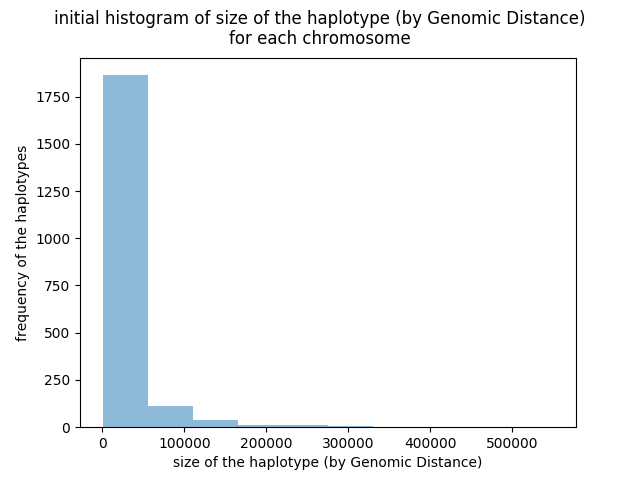 initial histogram of size of the haplotype (by Genomic Distance)
for each chromosome
frequency of the haplotypes
1750
1500
1250
1000
750
500
250
0
0 100000 200000 300000 400000 500000
size of the haplotype (by Genomic Distance)